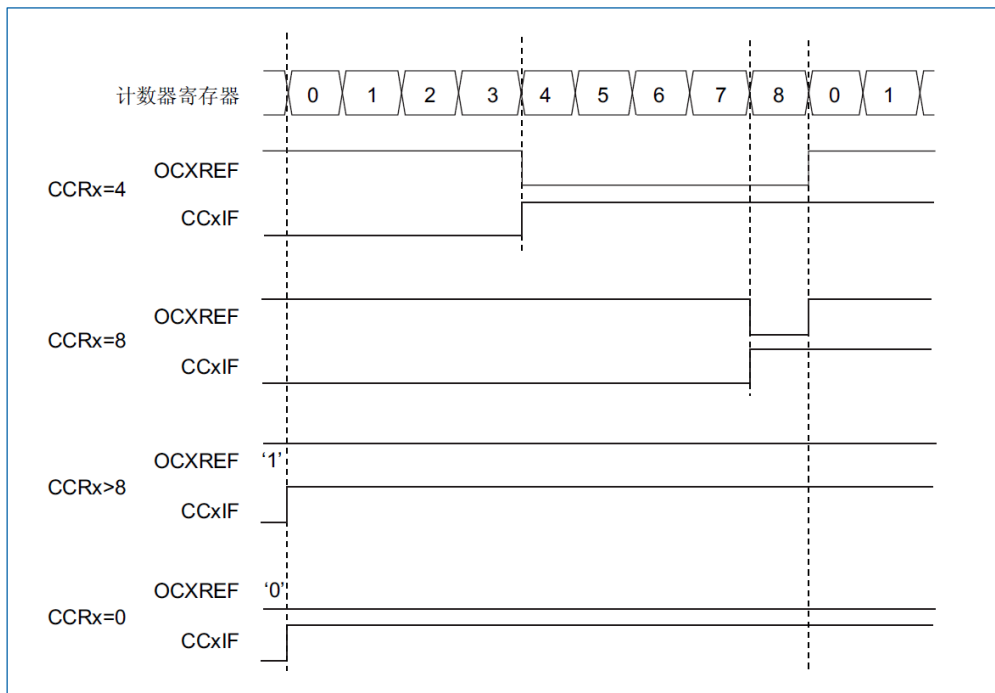 计数器寄存器 0 1 2 3 4 5 6 7 8 0 1
OCXREF
CCRx=4
CCxIF
OCXREF
CCRx=8
CCxIF
OCXREF ‘1’
CCRx>8
CCxIF
OCXREF ‘0’
CCRx=0
CCxIF